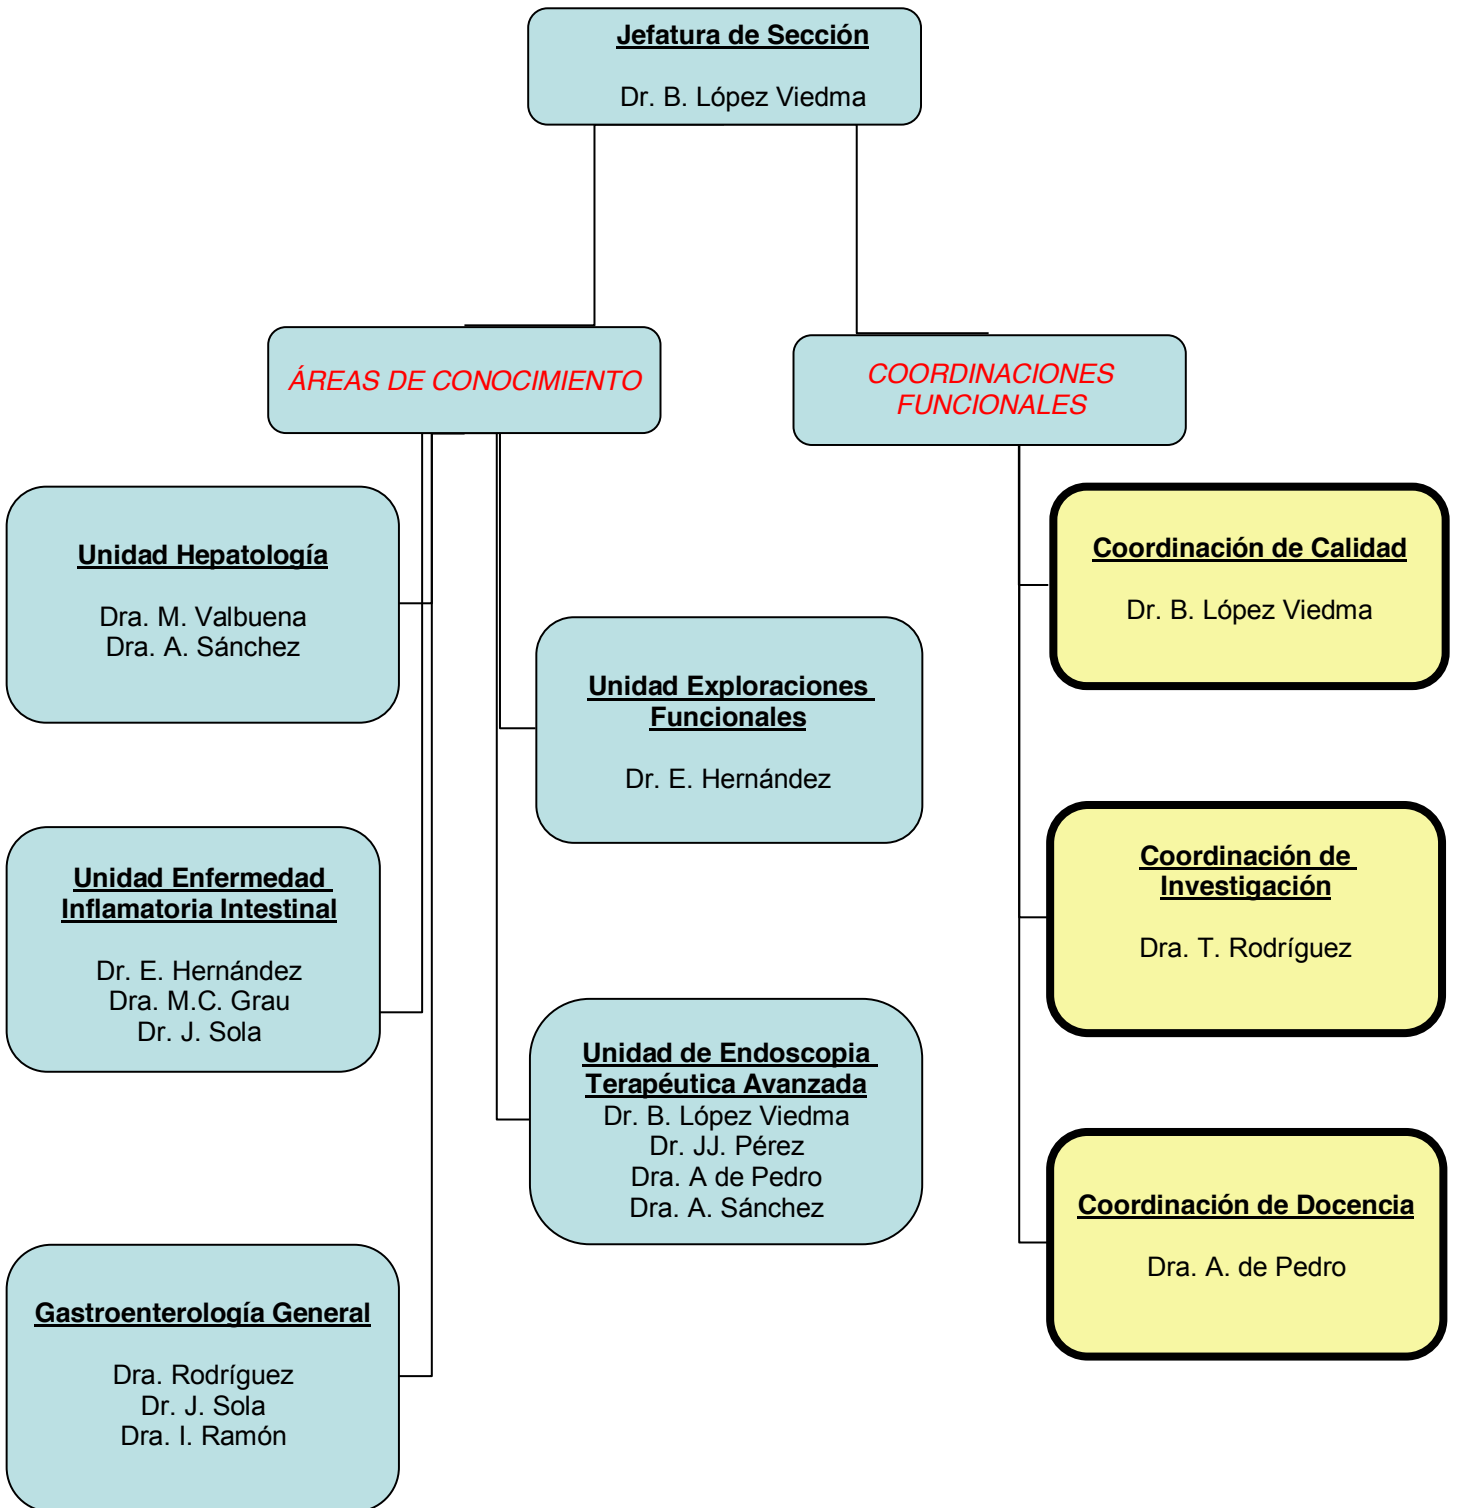 Jefatura de Sección
Dr. B. López Viedma
ÁREAS DE CONOCIMIENTO
COORDINACIONES
FUNCIONALES
Unidad Hepatología
Dra. M. Valbuena
Dra. A. Sánchez
Unidad Exploraciones
Funcionales
Dr. E. Hernández
Coordinación de Calidad
Dr. B. López Viedma
Unidad Enfermedad
Inflamatoria Intestinal
Dr. E. Hernández
Dra. M.C. Grau
Dr. J. Sola
Unidad de Endoscopia
Terapéutica Avanzada
Dr. B. López Viedma
Dr. JJ. Pérez
Dra. A de Pedro
Dra. A. Sánchez
Coordinación de
Investigación
Dra. T. Rodríguez
Gastroenterología General
Dra. Rodríguez
Dr. J. Sola
Dra. I. Ramón
Coordinación de Docencia
Dra. A. de Pedro